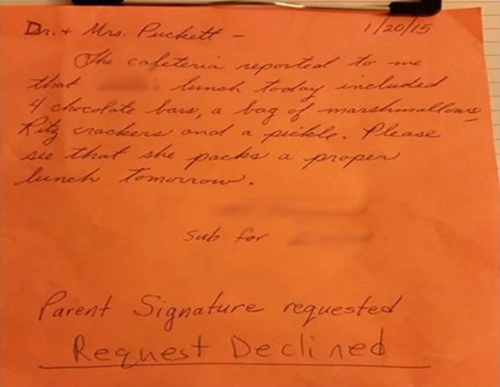 Dr. + Mrs. Puckett - 1/20/15
The cafeteria reported to me
that lunch today included
4 chocolate bars, a bag of marshmallows,
Ritz crackers and a pickle. Please
see that she packs a proper
lunch tomorrow.
sub for
Parent Signature requested
Request Declined